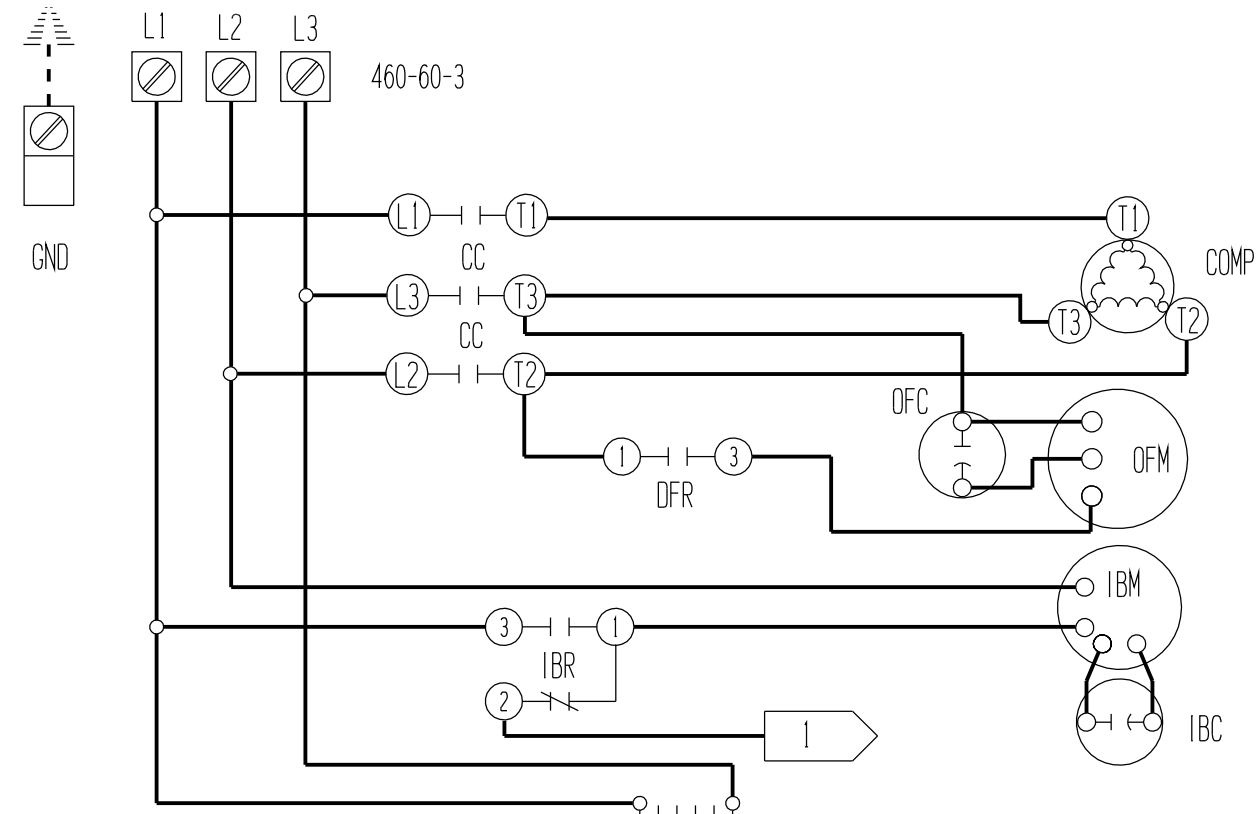 L1 L2 L3
460-60-3
GND
L1 T1 T1
CC
COMP
L3 T3 T3 T2
CC
L2 T2
OFC
1 3 OFM
DFR
IBM
3 1
IBR
2
1
IBC